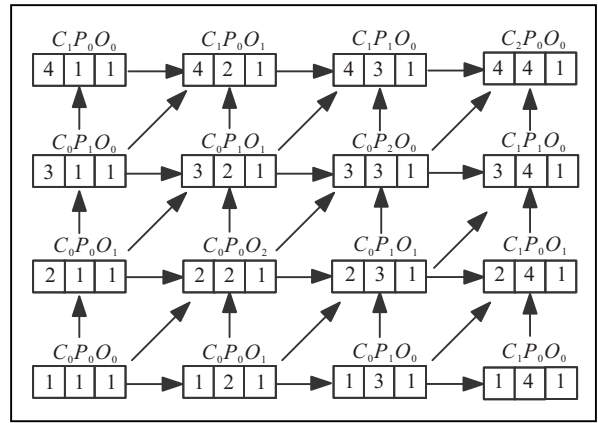 C₁P₀O₀ C₁P₀O₁ C₁P₁O₀ C₂P₀O₀
4 1 1 4 2 1 4 3 1 4 4 1
C₀P₁O₀ C₀P₁O₁ C₀P₂O₀ C₁P₁O₀
3 1 1 3 2 1 3 3 1 3 4 1
C₀P₀O₁ C₀P₀O₂ C₀P₁O₁ C₁P₀O₁
2 1 1 2 2 1 2 3 1 2 4 1
C₀P₀O₀ C₀P₀O₁ C₀P₁O₀ C₁P₀O₀
1 1 1 1 2 1 1 3 1 1 4 1